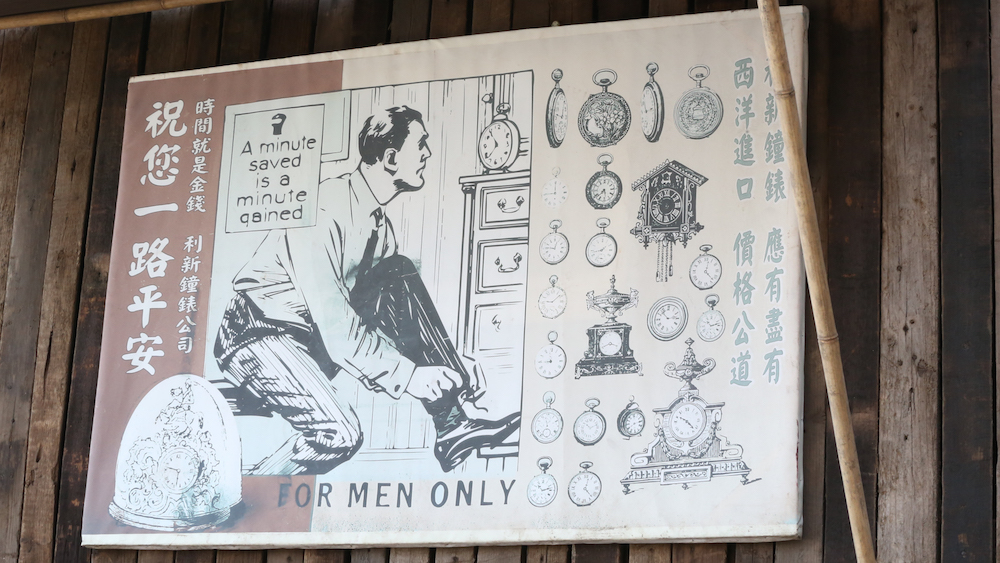 利新鐘錶 應有盡有
西洋進口 價格公道
時間就是金錢 利新鐘錶公司
祝您一路平安
A minute
saved
is a
minute
gained
FOR MEN ONLY